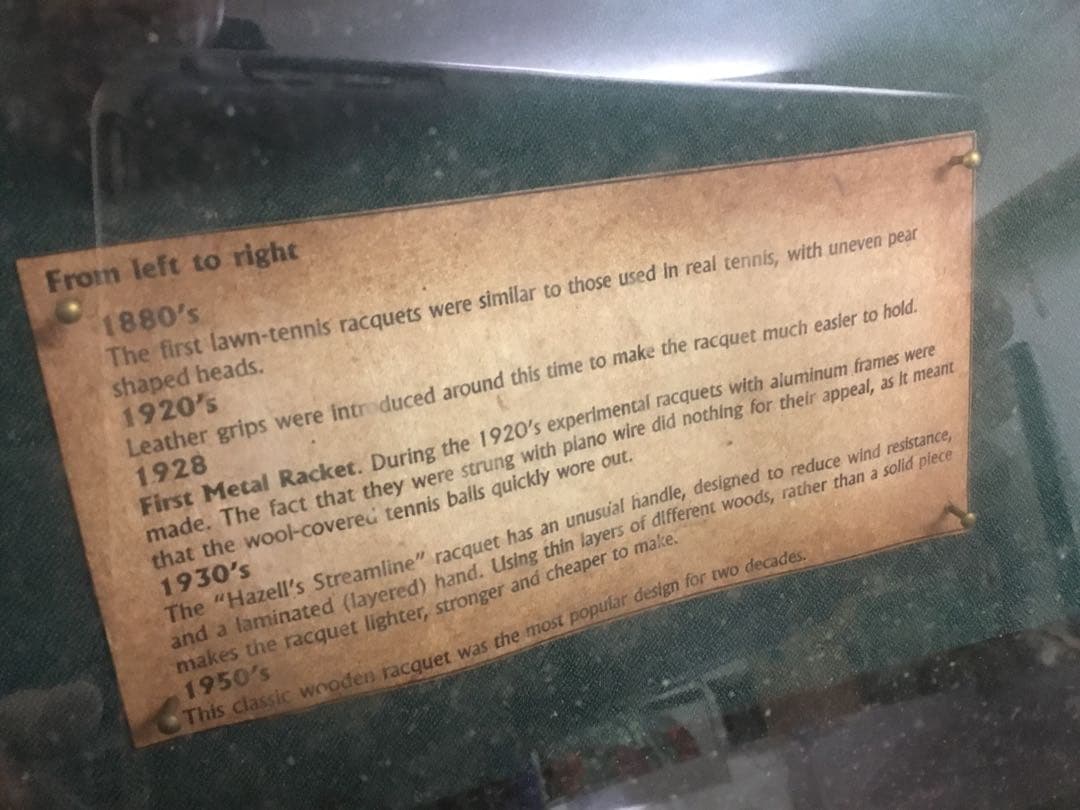 From left to right
1880's
The first lawn-tennis racquets were similar to those used in real tennis, with uneven pear
shaped heads.
1920's
Leather grips were introduced around this time to make the racquet much easier to hold.
1928
First Metal Racket. During the 1920's experimental racquets with aluminum frames were
made. The fact that they were strung with piano wire did nothing for their appeal, as it meant
that the wool-covered tennis balls quickly wore out.
1930's
The "Hazell's Streamline" racquet has an unusual handle, designed to reduce wind resistance,
and a laminated (layered) hand. Using thin layers of different woods, rather than a solid piece
makes the racquet lighter, stronger and cheaper to make.
1950's
This classic wooden racquet was the most popular design for two decades.